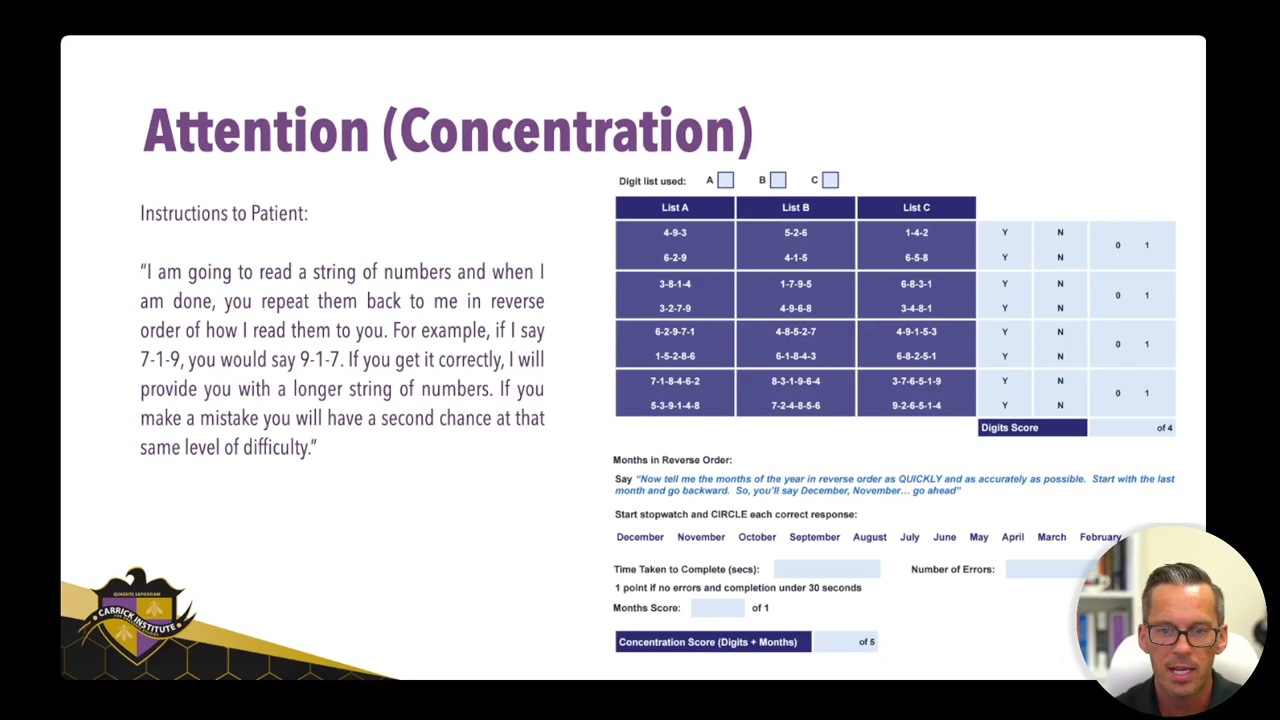 Attention (Concentration)
Instructions to Patient:
“I am going to read a string of numbers and when I
am done, you repeat them back to me in reverse
order of how I read them to you. For example, if I say
7-1-9, you would say 9-1-7. If you get it correctly, I will
provide you with a longer string of numbers. If you
make a mistake you will have a second chance at that
same level of difficulty.”
Digit list used: A B C
List A List B List C
4-9-3 5-2-6 1-4-2 Y N
0 1
6-2-9 4-1-5 6-5-8 Y N
3-8-1-4 1-7-9-5 6-8-3-1 Y N
0 1
3-2-7-9 4-9-6-8 3-4-8-1 Y N
6-2-9-7-1 4-8-5-2-7 4-9-1-5-3 Y N
0 1
1-5-2-8-6 6-1-8-4-3 6-8-2-5-1 Y N
7-1-8-4-6-2 8-3-1-9-6-4 3-7-6-5-1-9 Y N
0 1
5-3-9-1-4-8 7-2-4-8-5-6 9-2-6-5-1-4 Y N
Digits Score of 4
Months in Reverse Order:
Say “Now tell me the months of the year in reverse order as QUICKLY and as accurately as possible. Start with the last
month and go backward. So, you’ll say December, November… go ahead”
Start stopwatch and CIRCLE each correct response:
December November October September August July June May April March February
Time Taken to Complete (secs): Number of Errors:
1 point if no errors and completion under 30 seconds
Months Score: of 1
Concentration Score (Digits + Months) of 5
CARRICK INSTITUTE